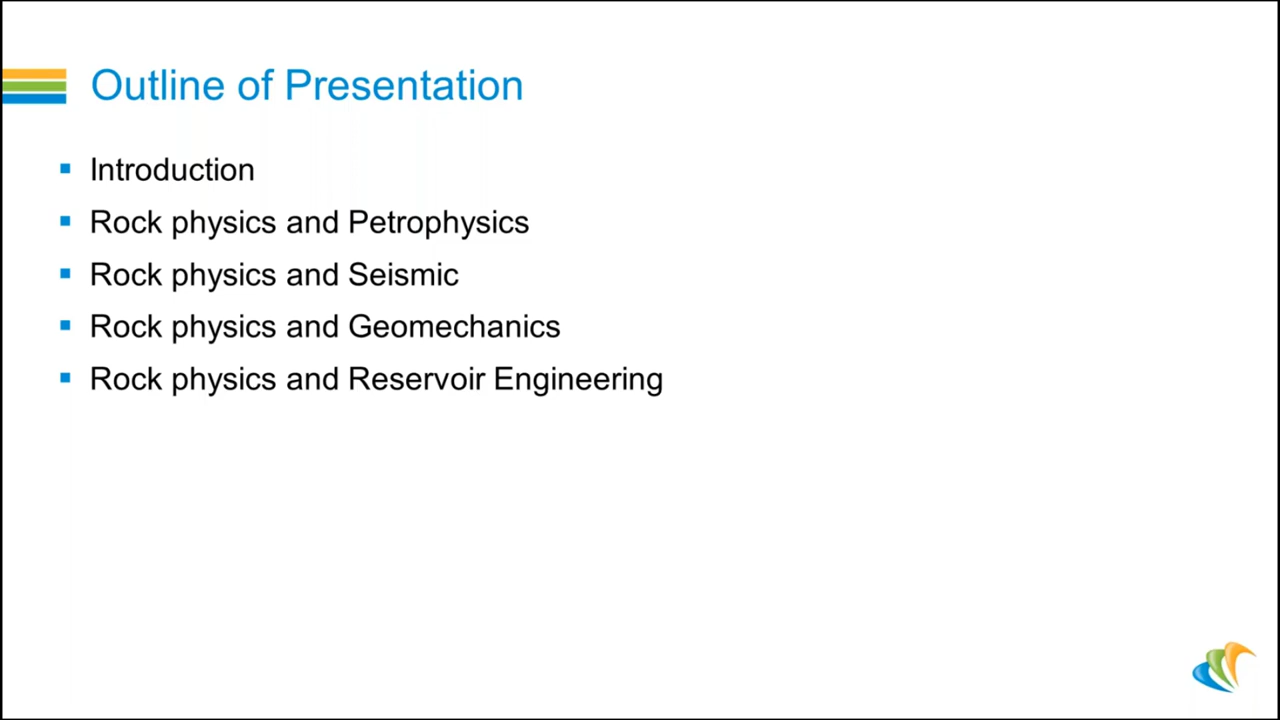 Outline of Presentation
Introduction
Rock physics and Petrophysics
Rock physics and Seismic
Rock physics and Geomechanics
Rock physics and Reservoir Engineering